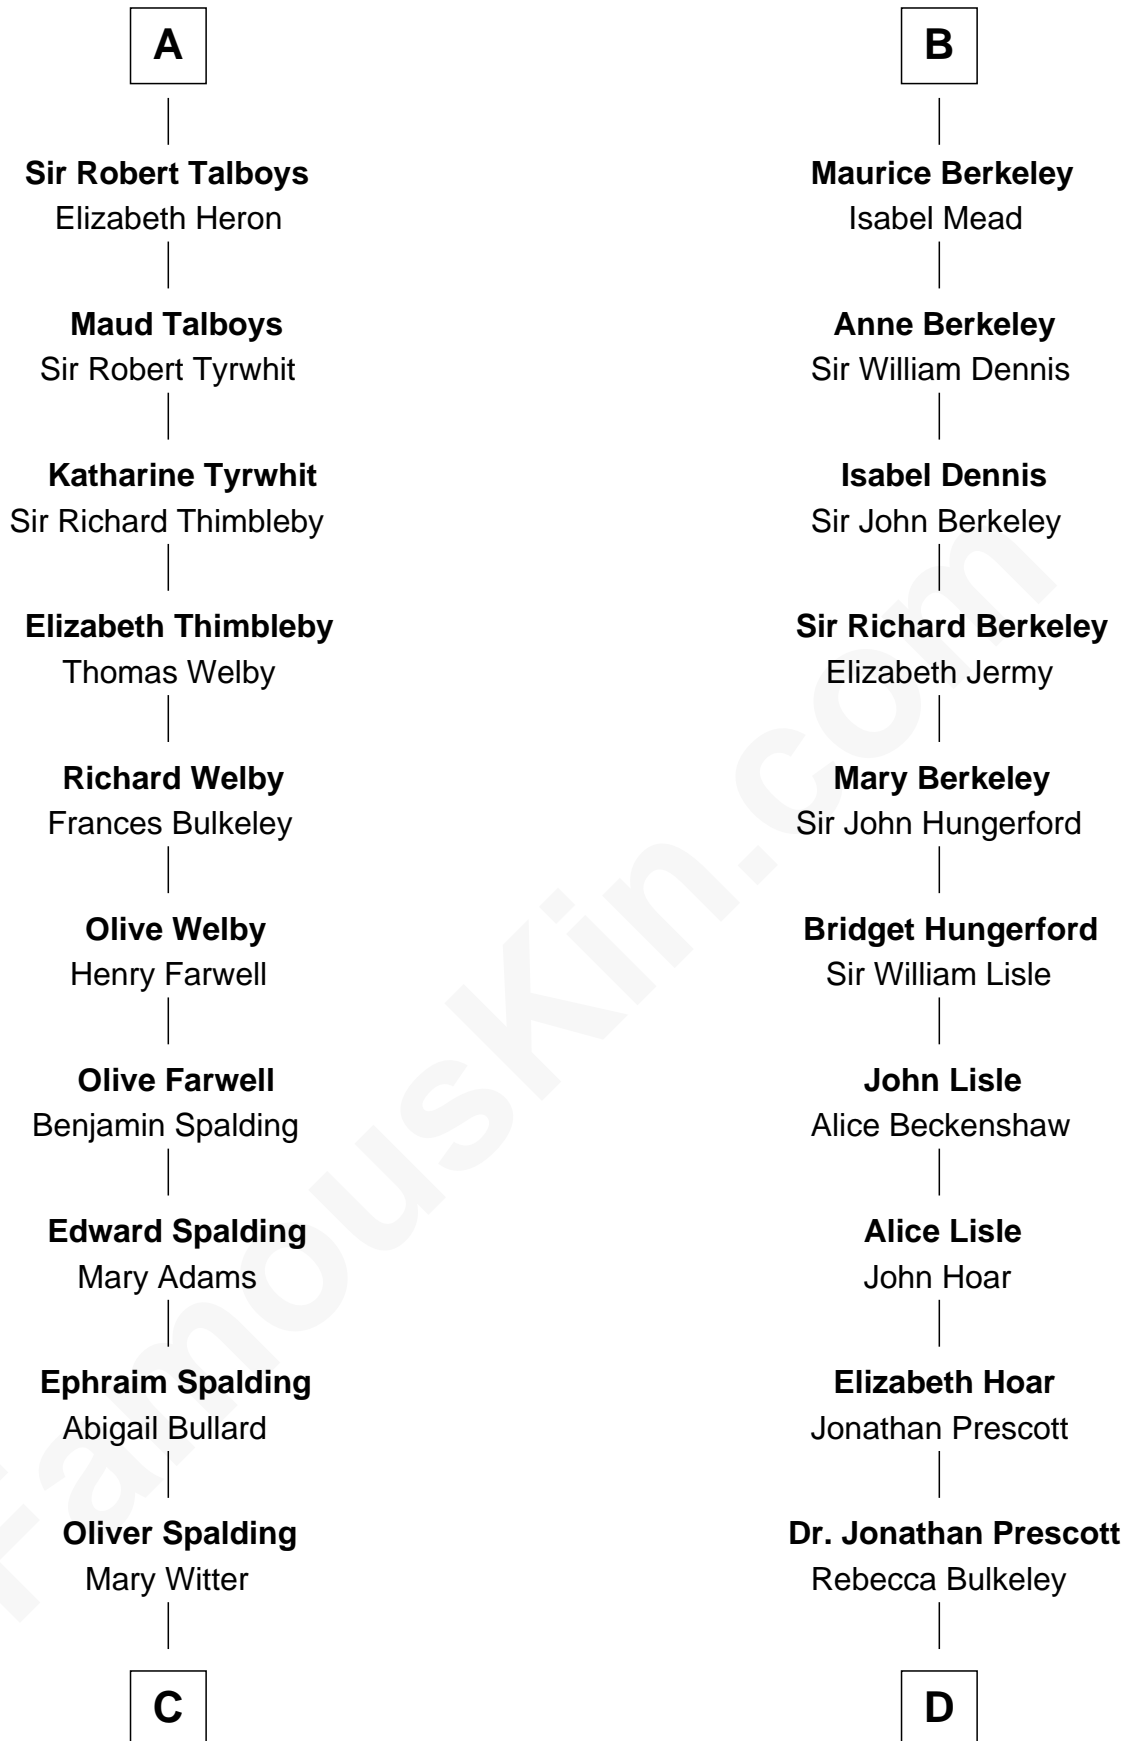 A
Sir Robert Talboys
Elizabeth Heron
Maud Talboys
Sir Robert Tyrwhit
Katharine Tyrwhit
Sir Richard Thimbleby
Elizabeth Thimbleby
Thomas Welby
Richard Welby
Frances Bulkeley
Olive Welby
Henry Farwell
Olive Farwell
Benjamin Spalding
Edward Spalding
Mary Adams
Ephraim Spalding
Abigail Bullard
Oliver Spalding
Mary Witter
C
B
Maurice Berkeley
Isabel Mead
Anne Berkeley
Sir William Dennis
Isabel Dennis
Sir John Berkeley
Sir Richard Berkeley
Elizabeth Jermy
Mary Berkeley
Sir John Hungerford
Bridget Hungerford
Sir William Lisle
John Lisle
Alice Beckenshaw
Alice Lisle
John Hoar
Elizabeth Hoar
Jonathan Prescott
Dr. Jonathan Prescott
Rebecca Bulkeley
D
FamousKin.com